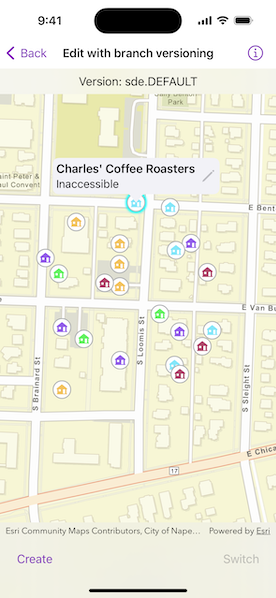 9:41
Back
Edit with branch versioning
Version: sde.DEFAULT
Park
Saint Peter &
Paul Convent
Charles' Coffee Roasters
Inaccessible
E Bent
E Van Bu
S Brainard St
S Loomis St
S Sleight St
17
E Chica
Esri Community Maps Contributors, City of Nape...
Powered by Esri
Create
Switch